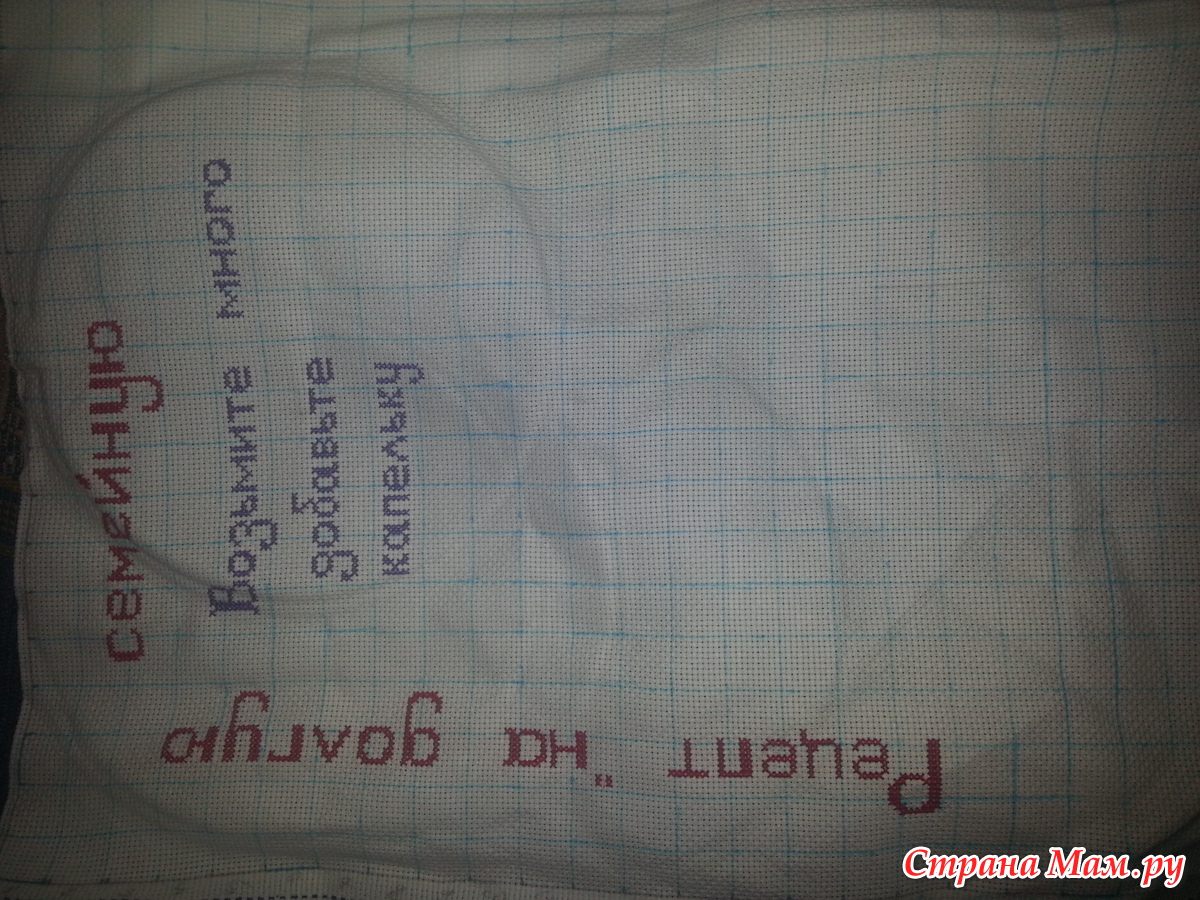 Рецепт "на долгую
семейную
Возьмите много
добавьте
капельку
Страна Мам.ру